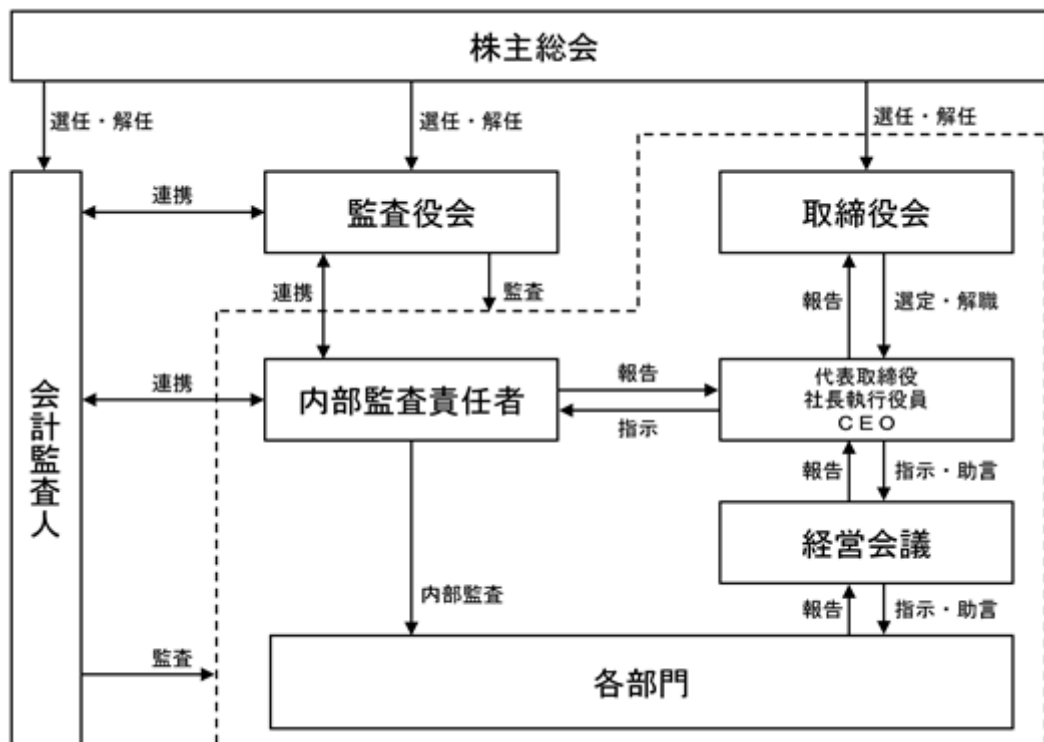 株主総会
選任・解任
選任・解任
選任・解任
連携
監査役会
取締役会
連携
監査
報告
選定・解職
会計監査人
連携
内部監査責任者
報告
指示
代表取締役
社長執行役員
ＣＥＯ
報告
指示・助言
経営会議
内部監査
報告
指示・助言
監査
各部門